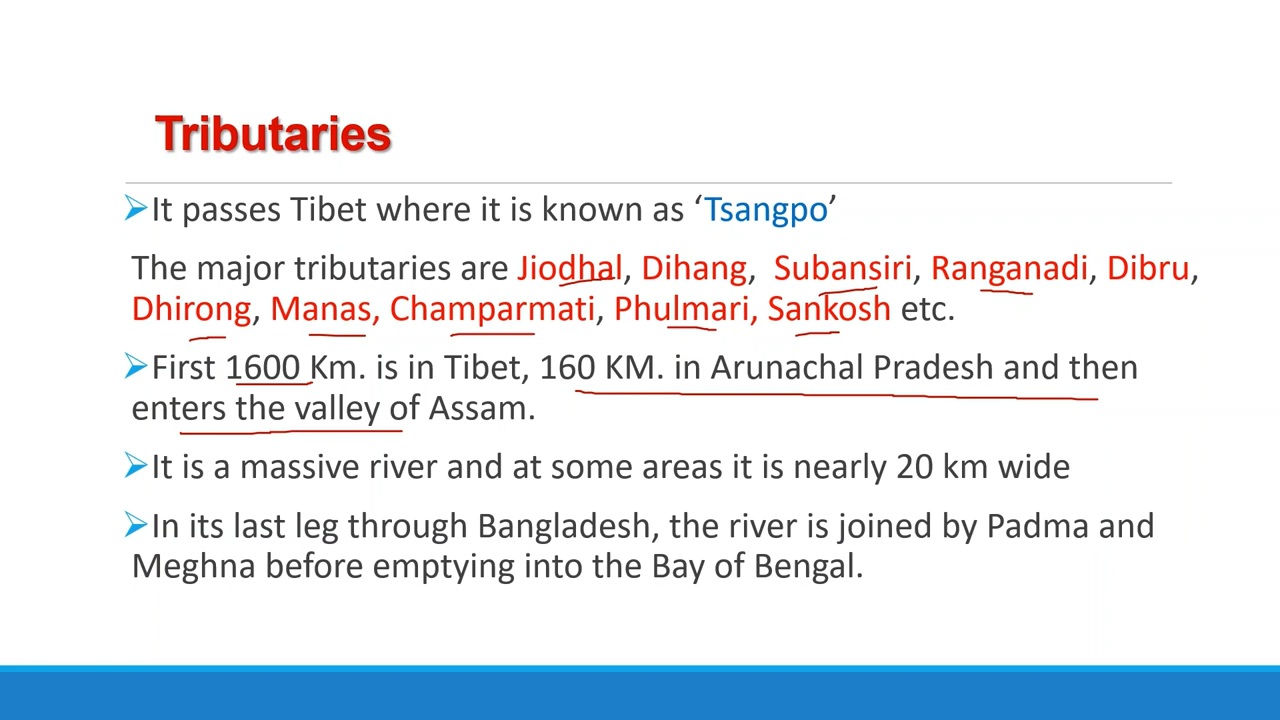 Tributaries
➢It passes Tibet where it is known as ‘Tsangpo’
The major tributaries are Jiodhal, Dihang, Subansiri, Ranganadi, Dibru,
Dhirong, Manas, Champarmati, Phulmari, Sankosh etc.
➢First 1600 Km. is in Tibet, 160 KM. in Arunachal Pradesh and then
enters the valley of Assam.
➢It is a massive river and at some areas it is nearly 20 km wide
➢In its last leg through Bangladesh, the river is joined by Padma and
Meghna before emptying into the Bay of Bengal.